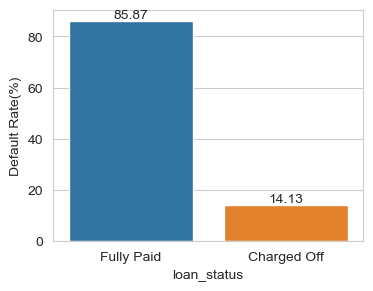 85.87
14.13
80
60
40
20
0
Default Rate(%)
Fully Paid
Charged Off
loan_status